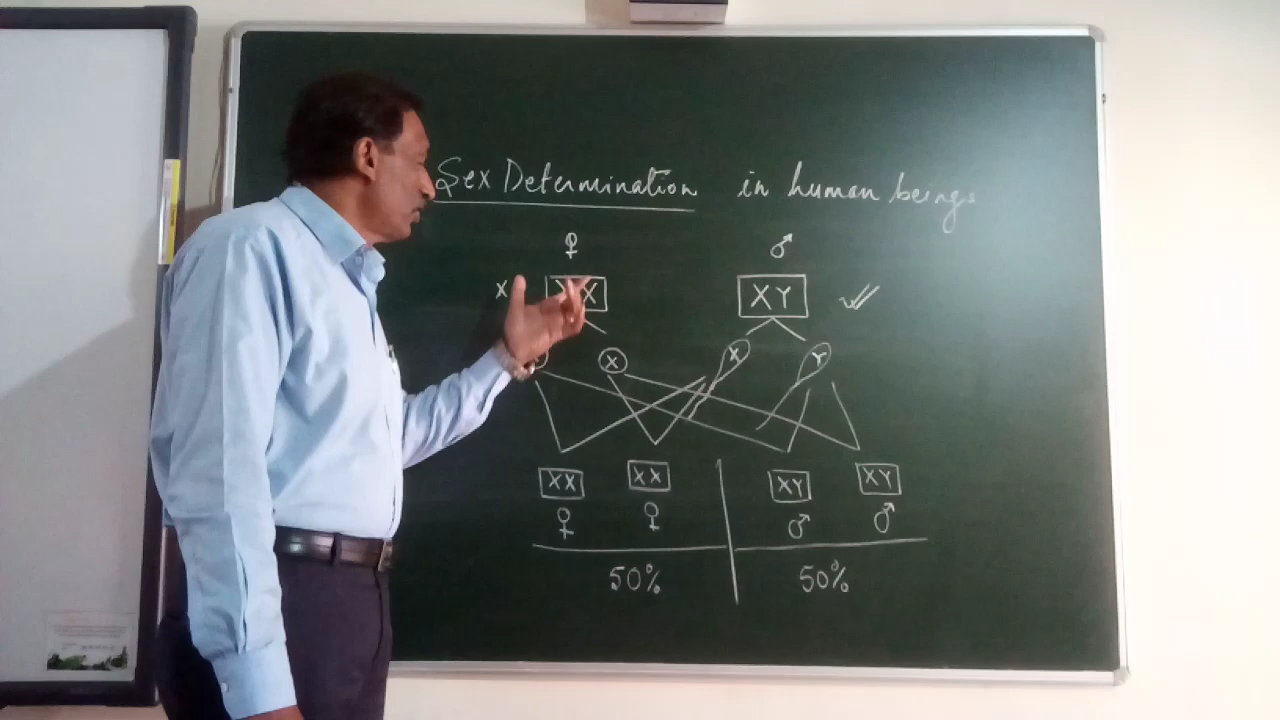 Sex Determination in human beings
♀ ♂
X XX XY
X X Y
XX XX XY XY
♀ ♀ ♂ ♂
50% 50%